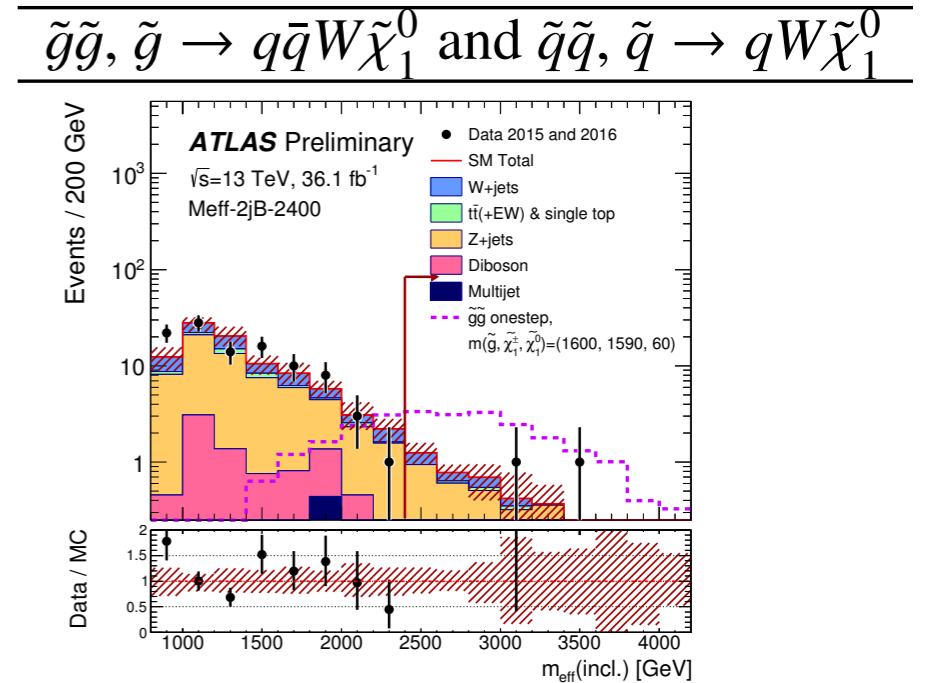 g̃g̃, g̃ → qq̄Wχ̃₁⁰ and q̃q̃, q̃ → qWχ̃₁⁰
Events / 200 GeV
10³
10²
10
1
ATLAS Preliminary
√s=13 TeV, 36.1 fb⁻¹
Meff-2jB-2400
Data 2015 and 2016
SM Total
W+jets
tt̄(+EW) & single top
Z+jets
Diboson
Multijet
g̃g̃ onestep,
m(g̃, χ̃₁±, χ̃₁⁰)=(1600, 1590, 60)
Data / MC
2
1.5
1
0.5
0
1000 1500 2000 2500 3000 3500 4000
m_eff(incl.) [GeV]